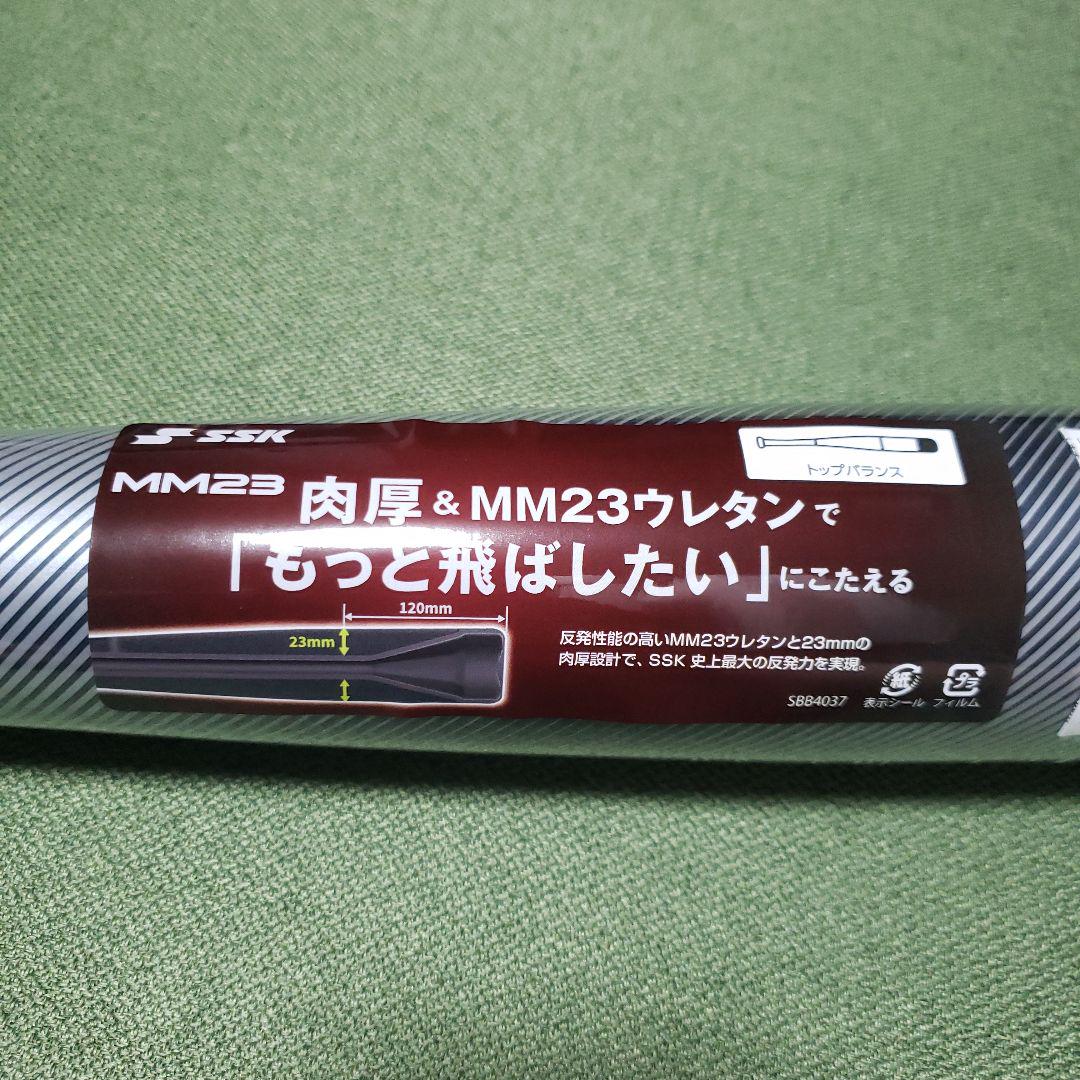 SSK
トップバランス
MM23
肉厚 & MM23ウレタンで
「もっと飛ばしたい」にこたえる
120mm
23mm
反発性能の高いMM23ウレタンと23mmの
肉厚設計で、SSK 史上最大の反発力を実現。
紙
プラ
SBB4037 表示シール フィルム